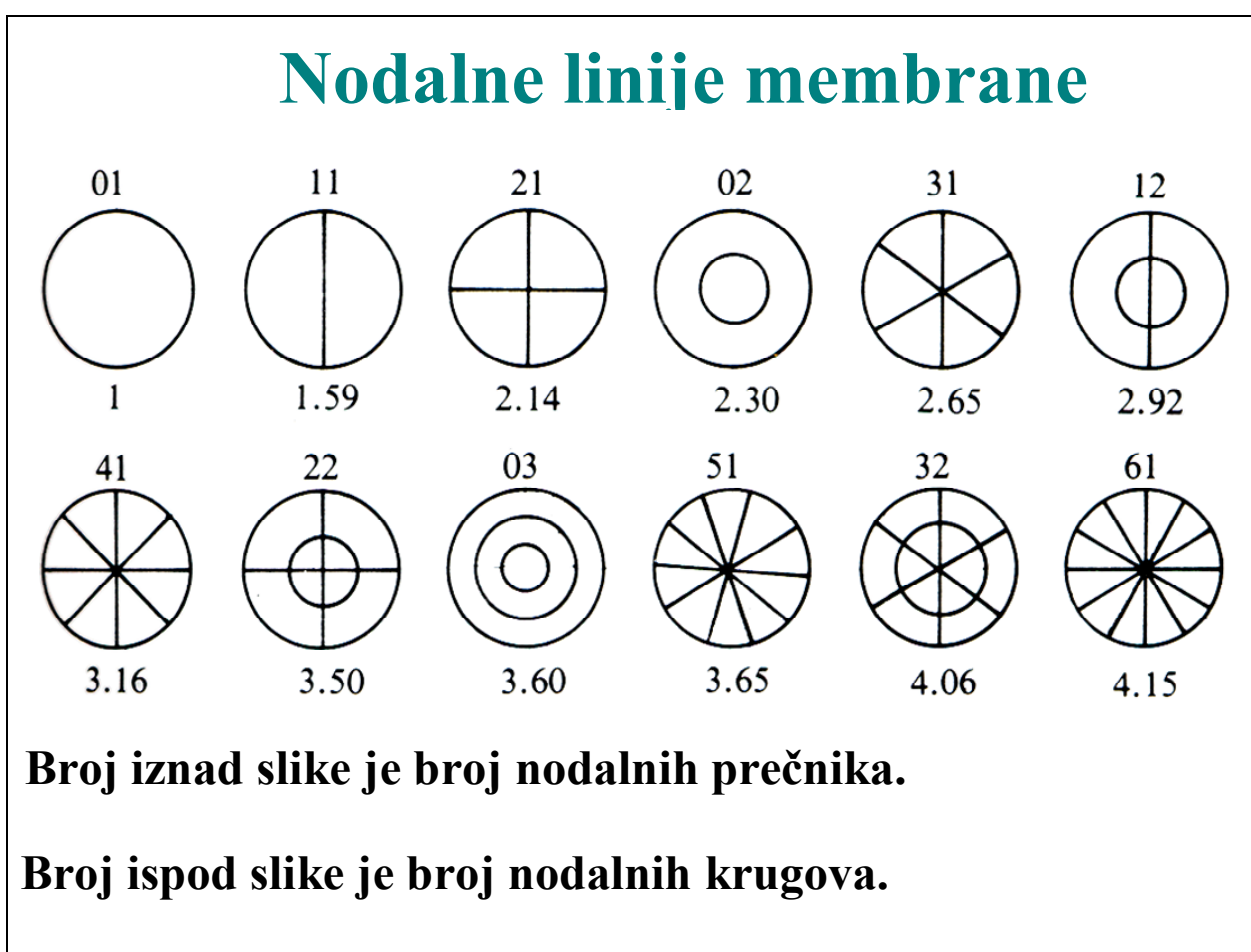 Nodalne linije membrane
01 11 21 02 31 12
1 1.59 2.14 2.30 2.65 2.92
41 22 03 51 32 61
3.16 3.50 3.60 3.65 4.06 4.15
Broj iznad slike je broj nodalnih prečnika.
Broj ispod slike je broj nodalnih krugova.